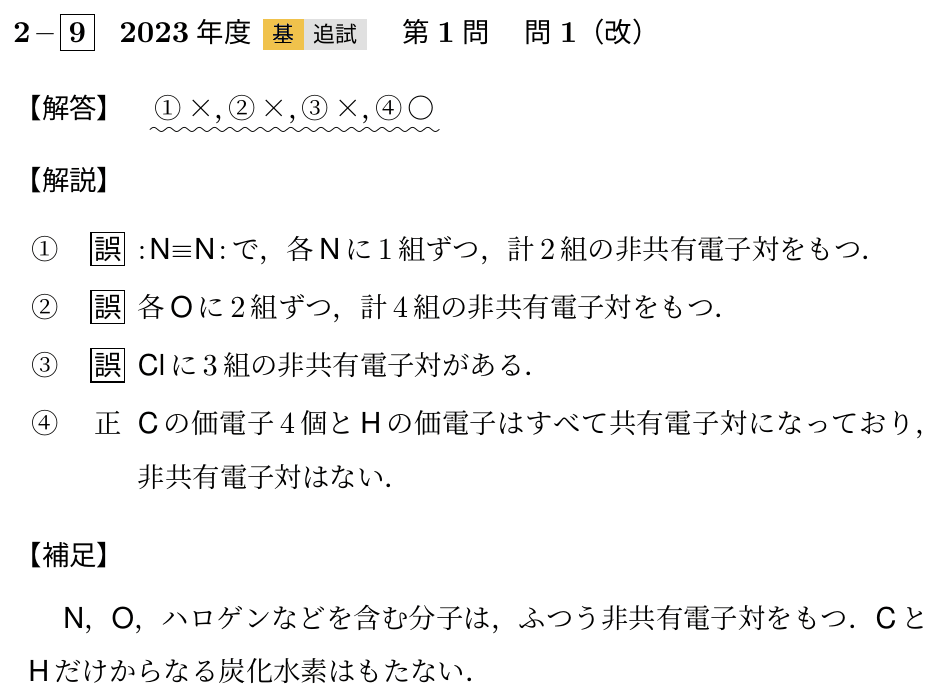 2－9 2023年度 基 追試 第1問 問1（改）
【解答】 ①×，②×，③×，④○
【解説】
① 誤 :N≡N:で，各Nに1組ずつ，計2組の非共有電子対をもつ．
② 誤 各Oに2組ずつ，計4組の非共有電子対をもつ．
③ 誤 Clに3組の非共有電子対がある．
④ 正 Cの価電子4個とHの価電子はすべて共有電子対になっており，
非共有電子対はない．
【補足】
N，O，ハロゲンなどを含む分子は，ふつう非共有電子対をもつ．Cと
Hだけからなる炭化水素はもたない．